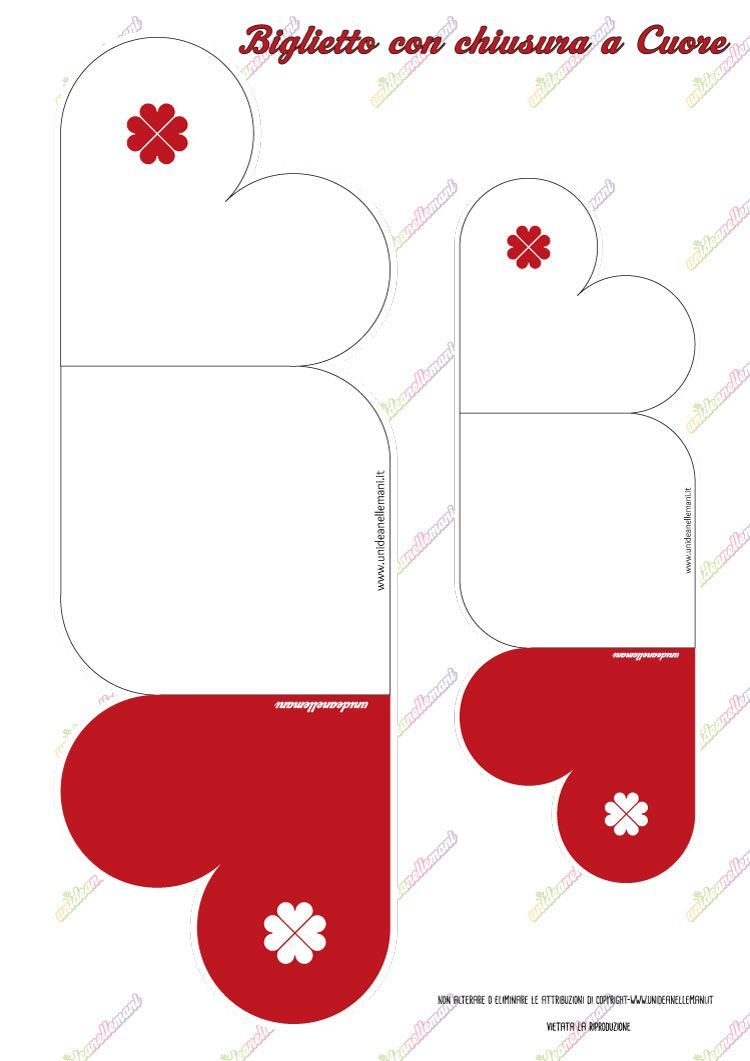 Biglietto con chiusura a Cuore
www.unideanellemani.it
www.unideanellemani.it
unideanellemani
unideanellemani
NON ALTERARE O ELIMINARE LE ATTRIBUZIONI DI COPYRIGHT-WWW.UNIDEANELLEMANI.IT
VIETATA LA RIPRODUZIONE